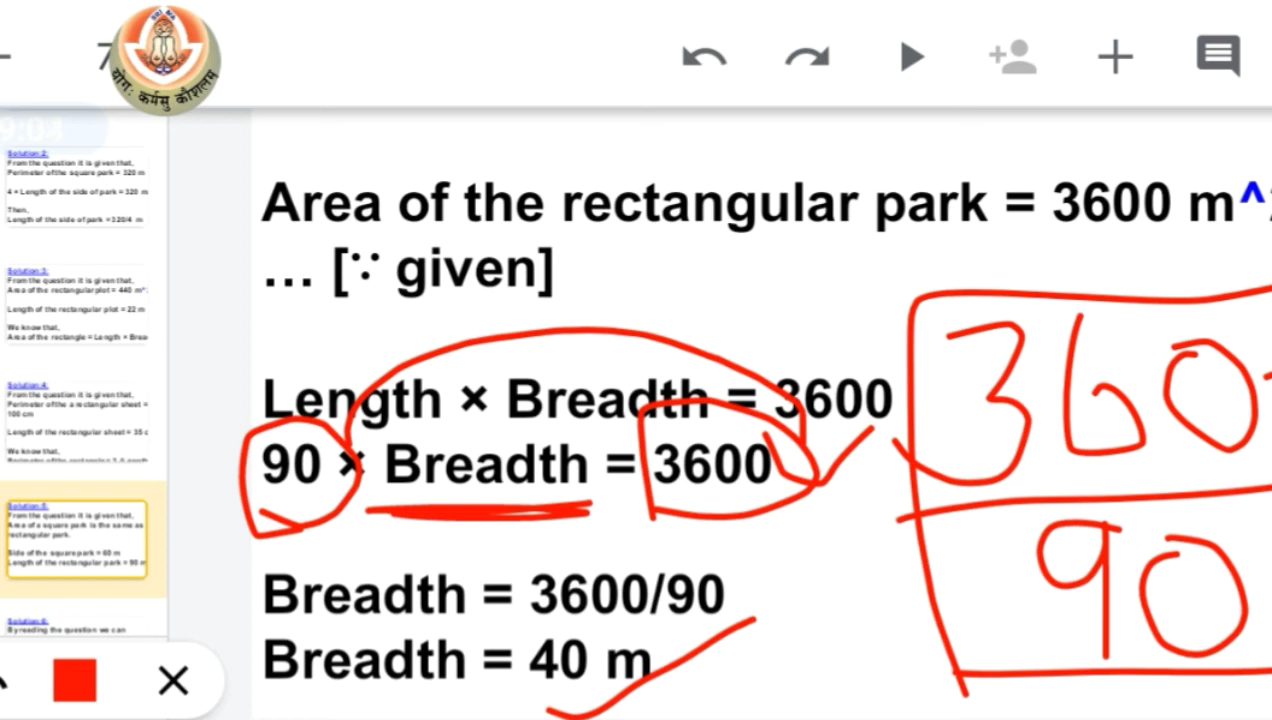 योगः कर्मसु कौशलम्
Solution:2:
From the question it is given that,
Perimeter of the square park = 320 m
4 × Length of the side of park = 320 m
Then,
Length of the side of park = 320/4 m
Solution:3:
From the question it is given that,
Area of the rectangular plot = 440 m^
Length of the rectangular plot = 22 m
We know that,
Area of the rectangle = Length × Brea
Solution:4:
From the question it is given that,
Perimeter of the a rectangular sheet =
100 cm
Length of the rectangular sheet = 35 c
We know that,
Solution:5:
From the question it is given that,
Area of a square park is the same as
rectangular park.
Side of the square park = 60 m
Length of the rectangular park = 90 m
Solution:6:
By reading the question we can
Area of the rectangular park = 3600 m^
… [∵ given]
Length × Breadth = 3600
90 × Breadth = 3600
Breadth = 3600/90
Breadth = 40 m
360
90